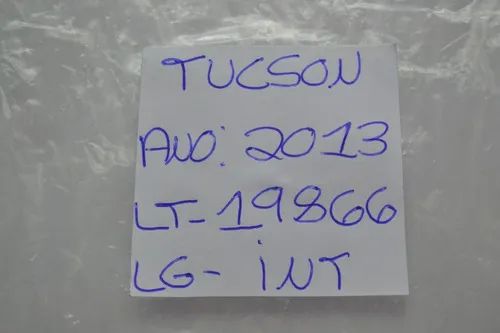 TUCSON
ANO: 2013
LT-19866
LG- INT